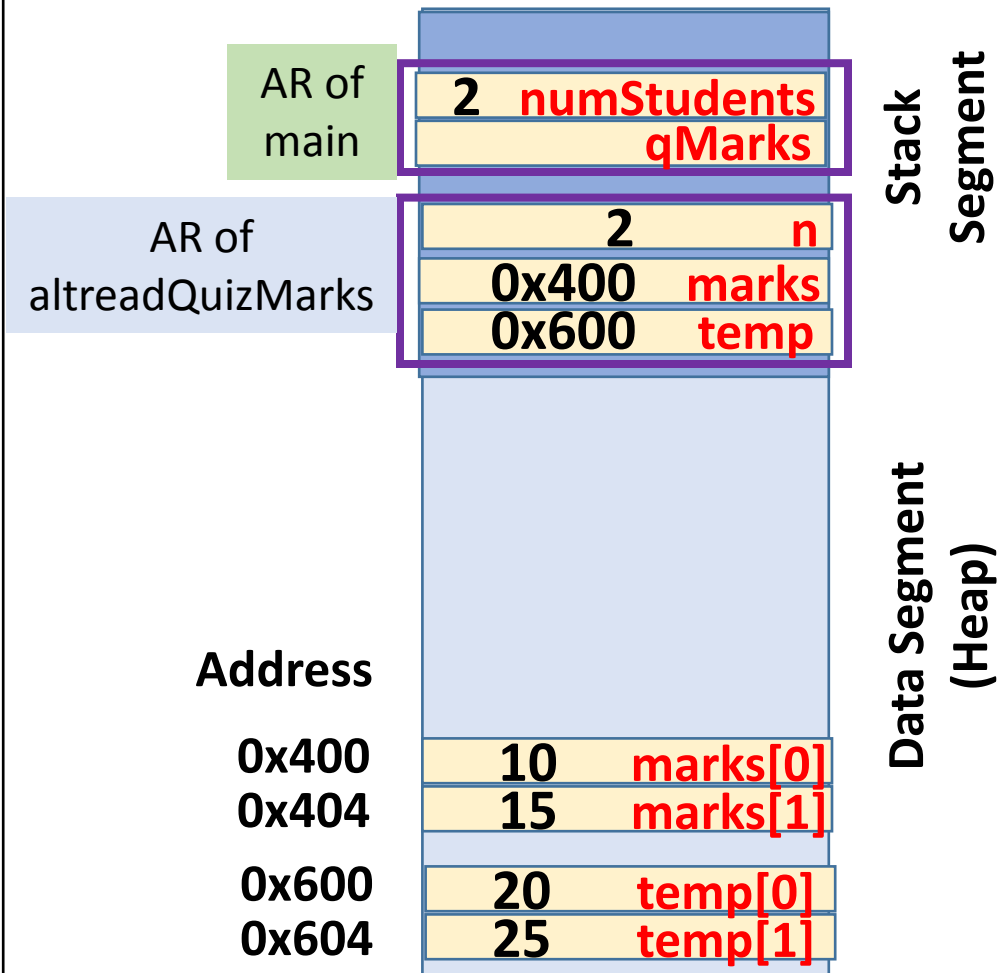 AR of
main
2 numStudents
qMarks
Stack
Segment
AR of
altreadQuizMarks
2 n
0x400 marks
0x600 temp
Data Segment
(Heap)
Address
0x400 10 marks[0]
0x404 15 marks[1]
0x600 20 temp[0]
0x604 25 temp[1]